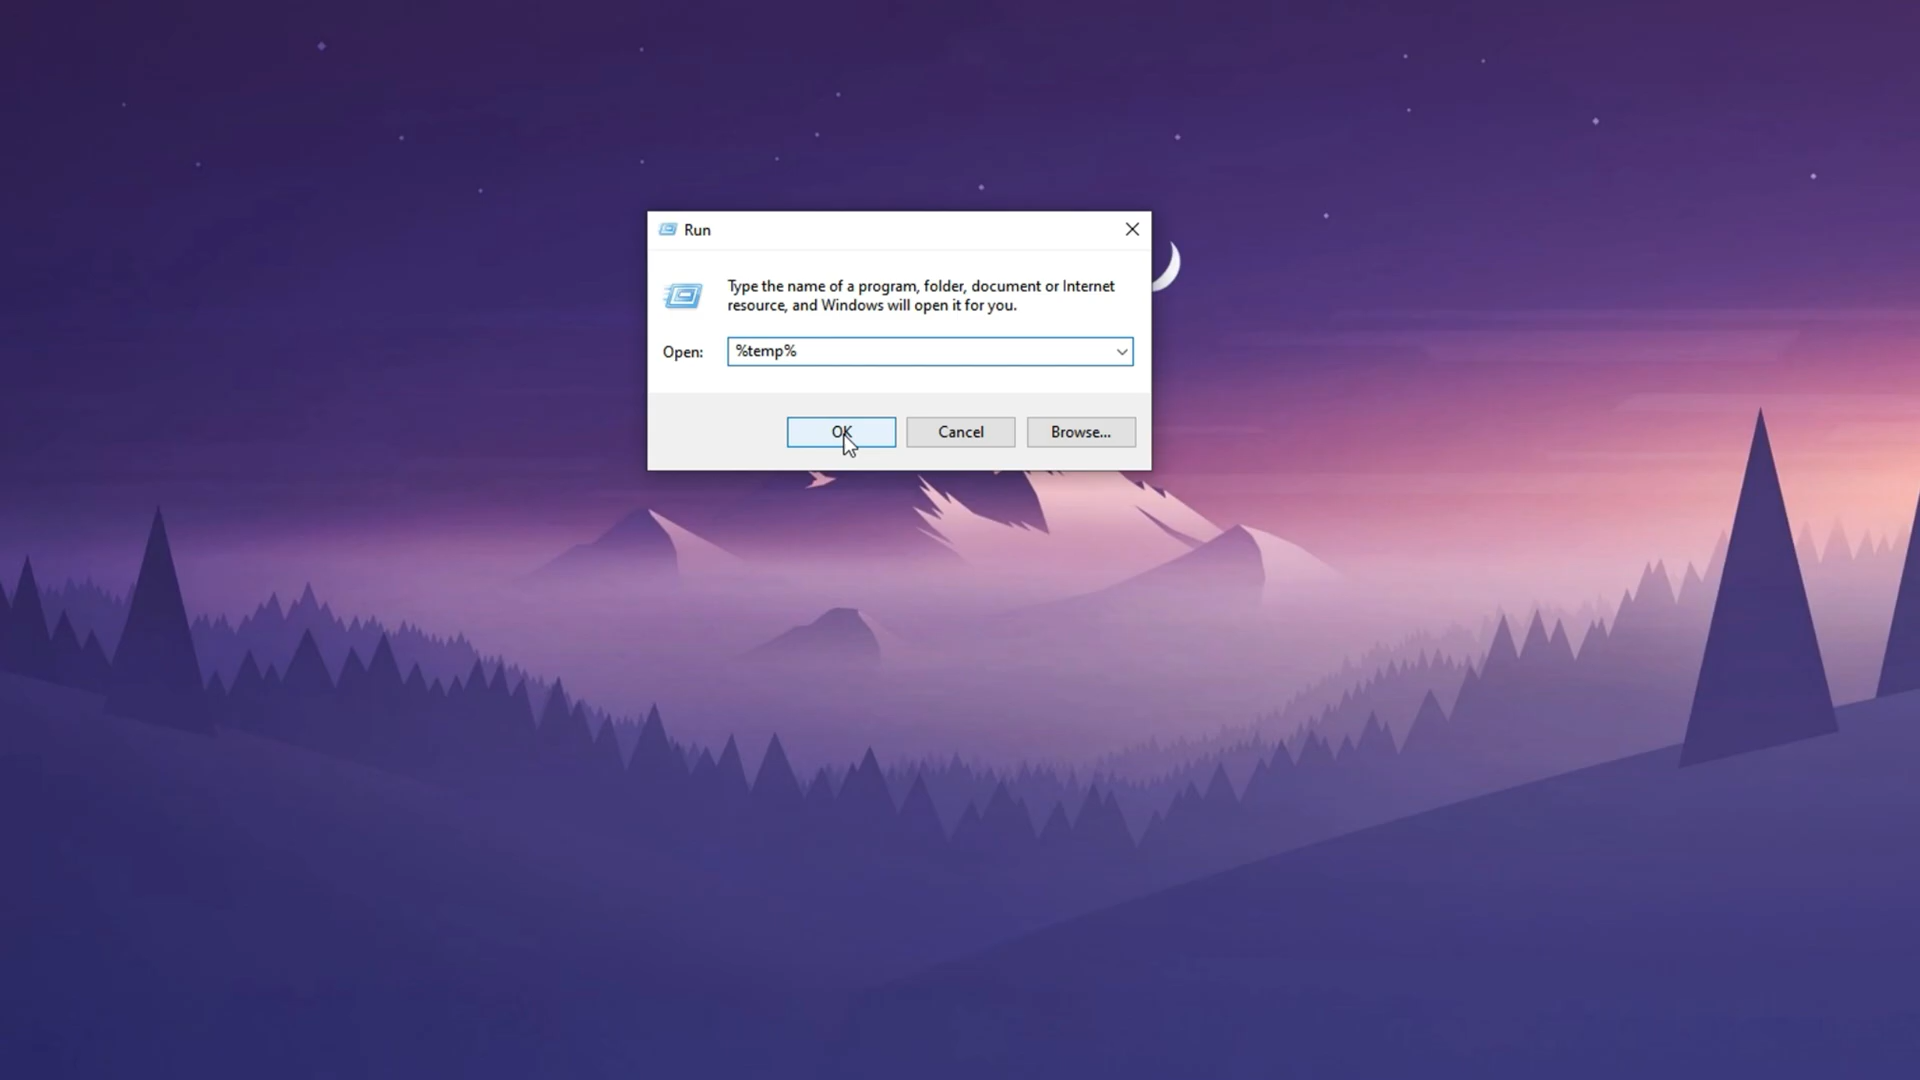 Run
Type the name of a program, folder, document or Internet
resource, and Windows will open it for you.
Open: %temp%
OK Cancel Browse...